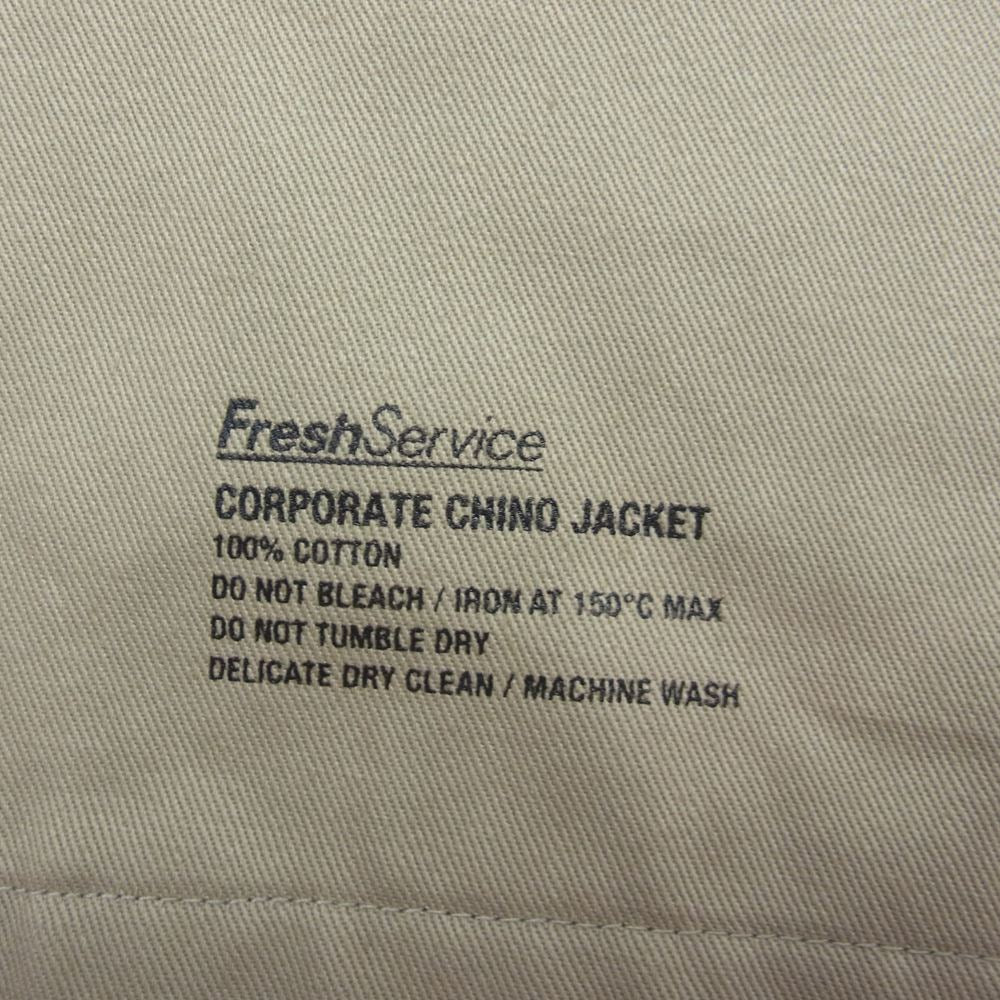 FreshService
CORPORATE CHINO JACKET
100% COTTON
DO NOT BLEACH / IRON AT 150°C MAX
DO NOT TUMBLE DRY
DELICATE DRY CLEAN / MACHINE WASH